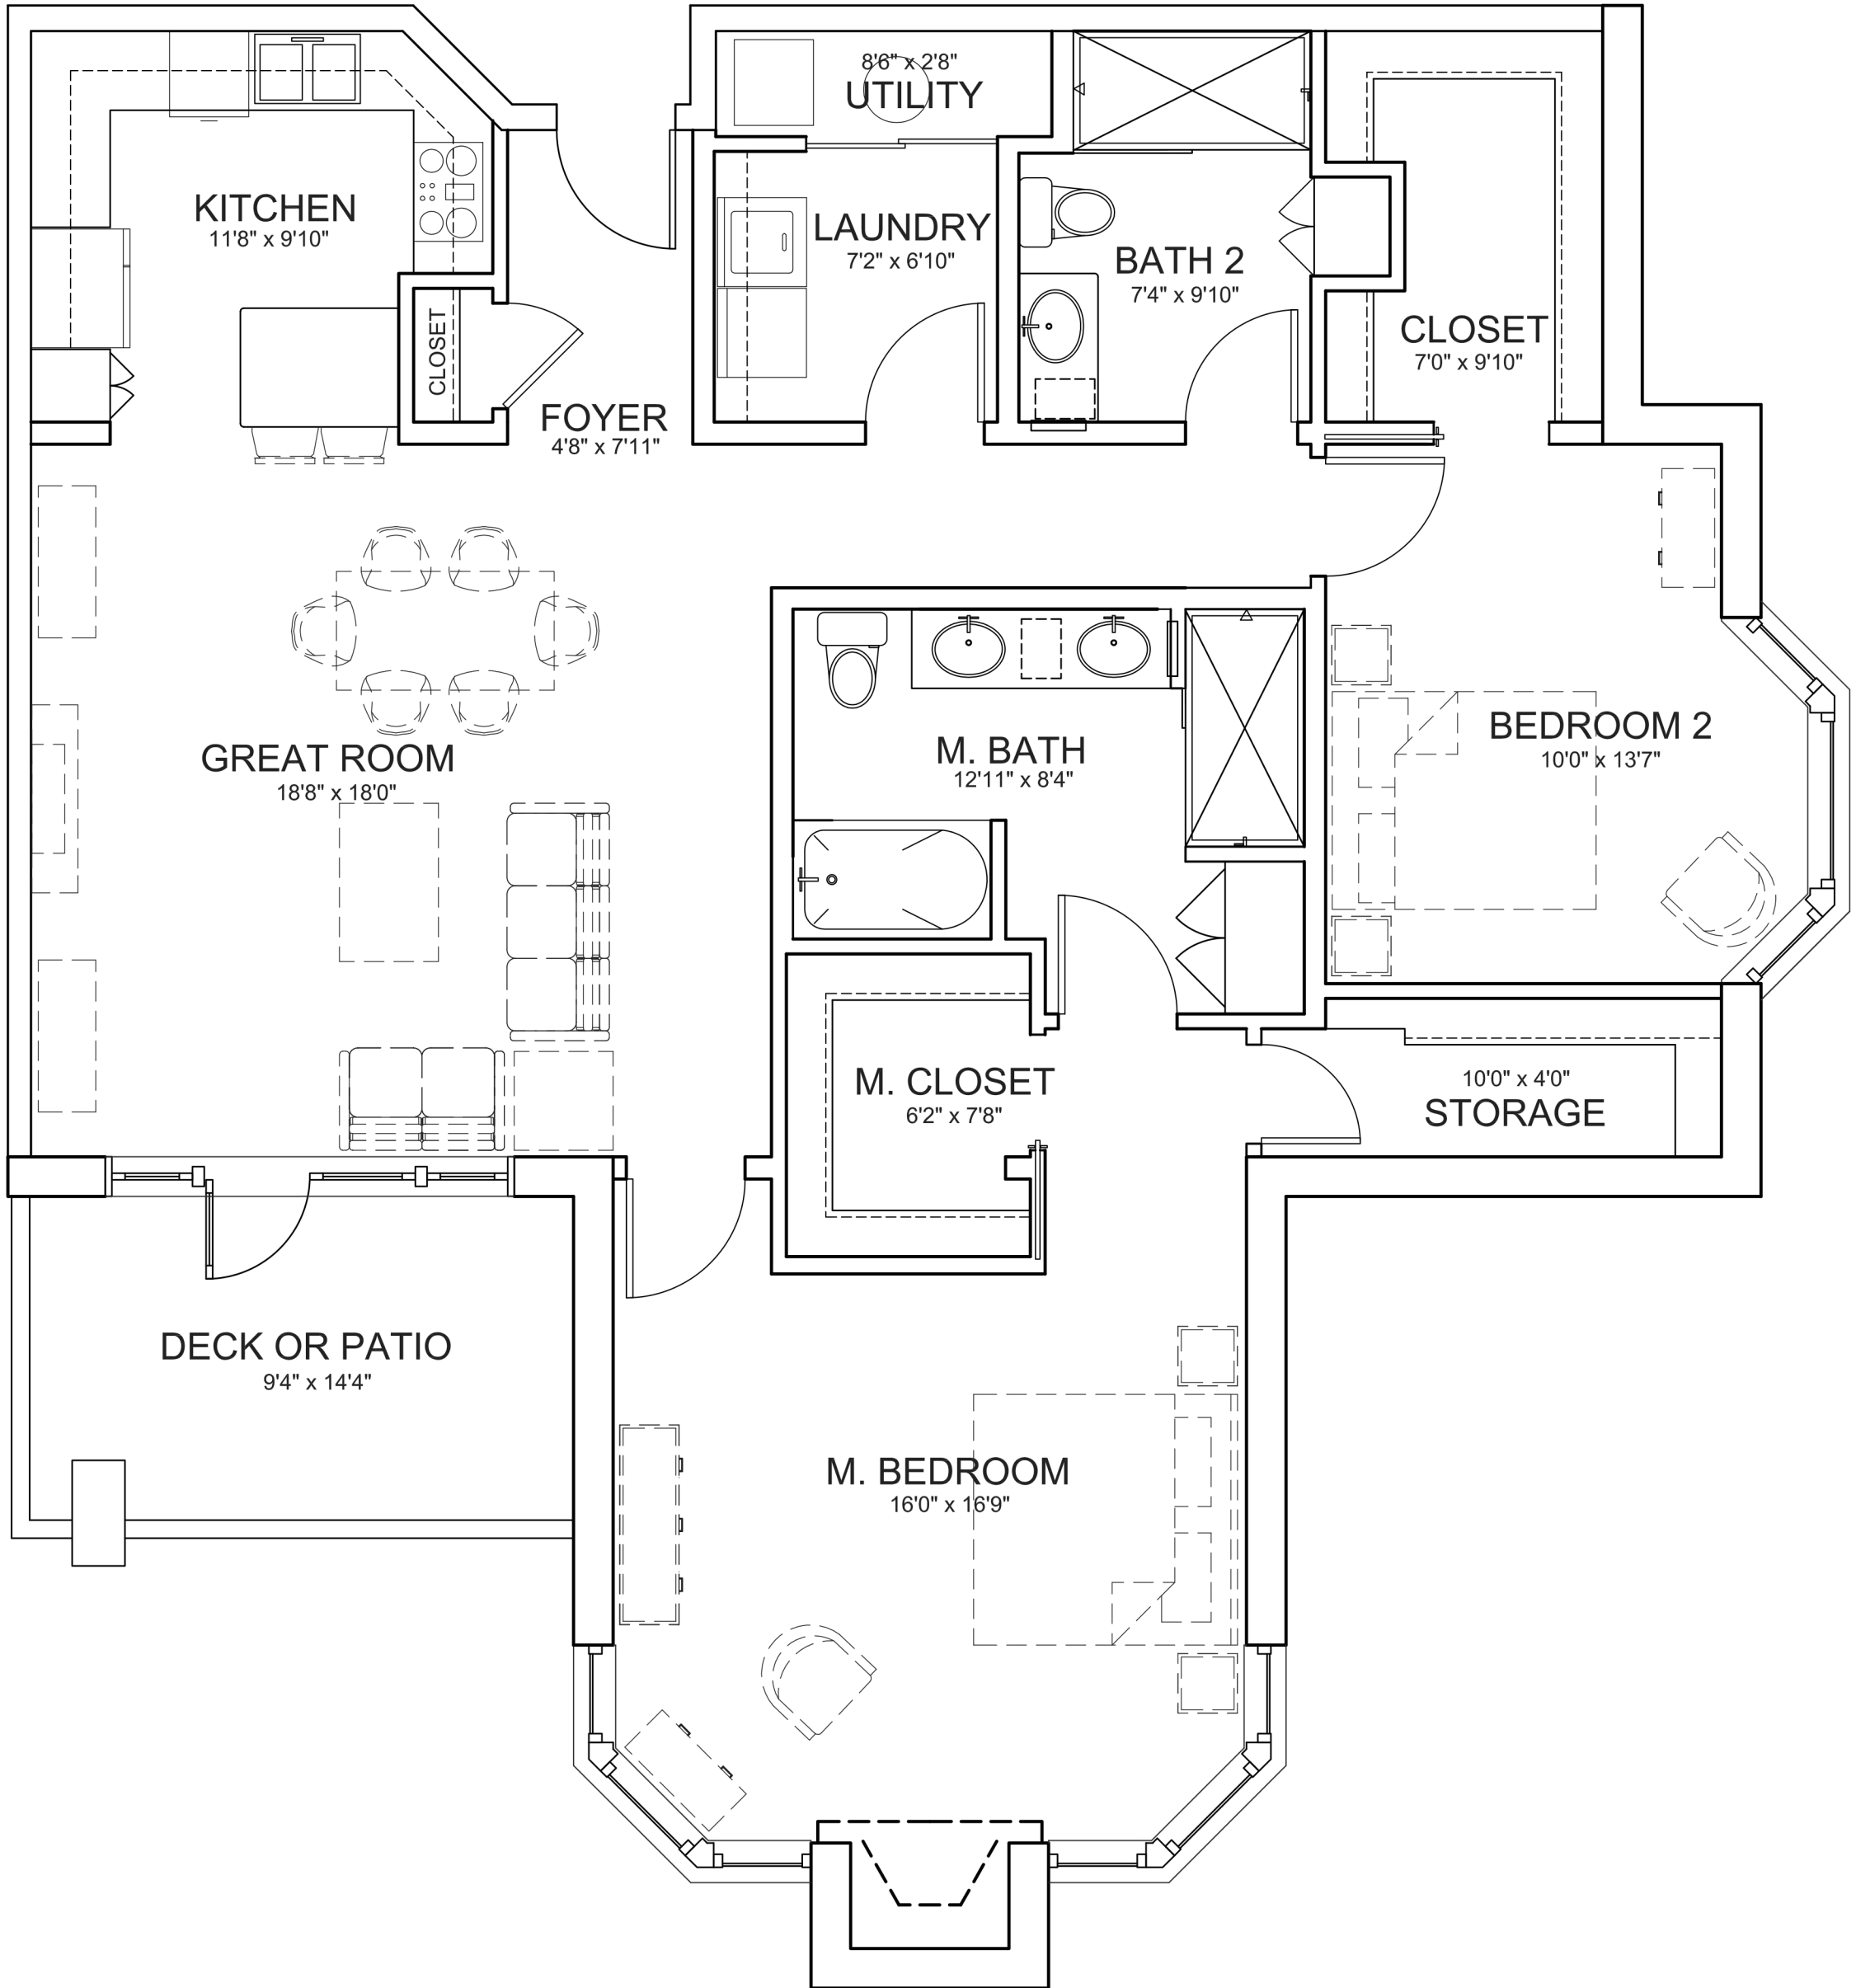 8'6" x 2'8"
UTILITY
KITCHEN
11'8" x 9'10"
LAUNDRY
7'2" x 6'10"
BATH 2
7'4" x 9'10"
CLOSET
7'0" x 9'10"
CLOSET
FOYER
4'8" x 7'11"
GREAT ROOM
18'8" x 18'0"
M. BATH
12'11" x 8'4"
BEDROOM 2
10'0" x 13'7"
M. CLOSET
6'2" x 7'8"
10'0" x 4'0"
STORAGE
DECK OR PATIO
9'4" x 14'4"
M. BEDROOM
16'0" x 16'9"